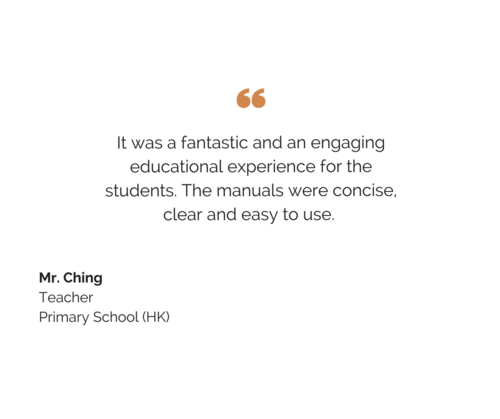 ❝
It was a fantastic and an engaging
educational experience for the
students. The manuals were concise,
clear and easy to use.
Mr. Ching
Teacher
Primary School (HK)